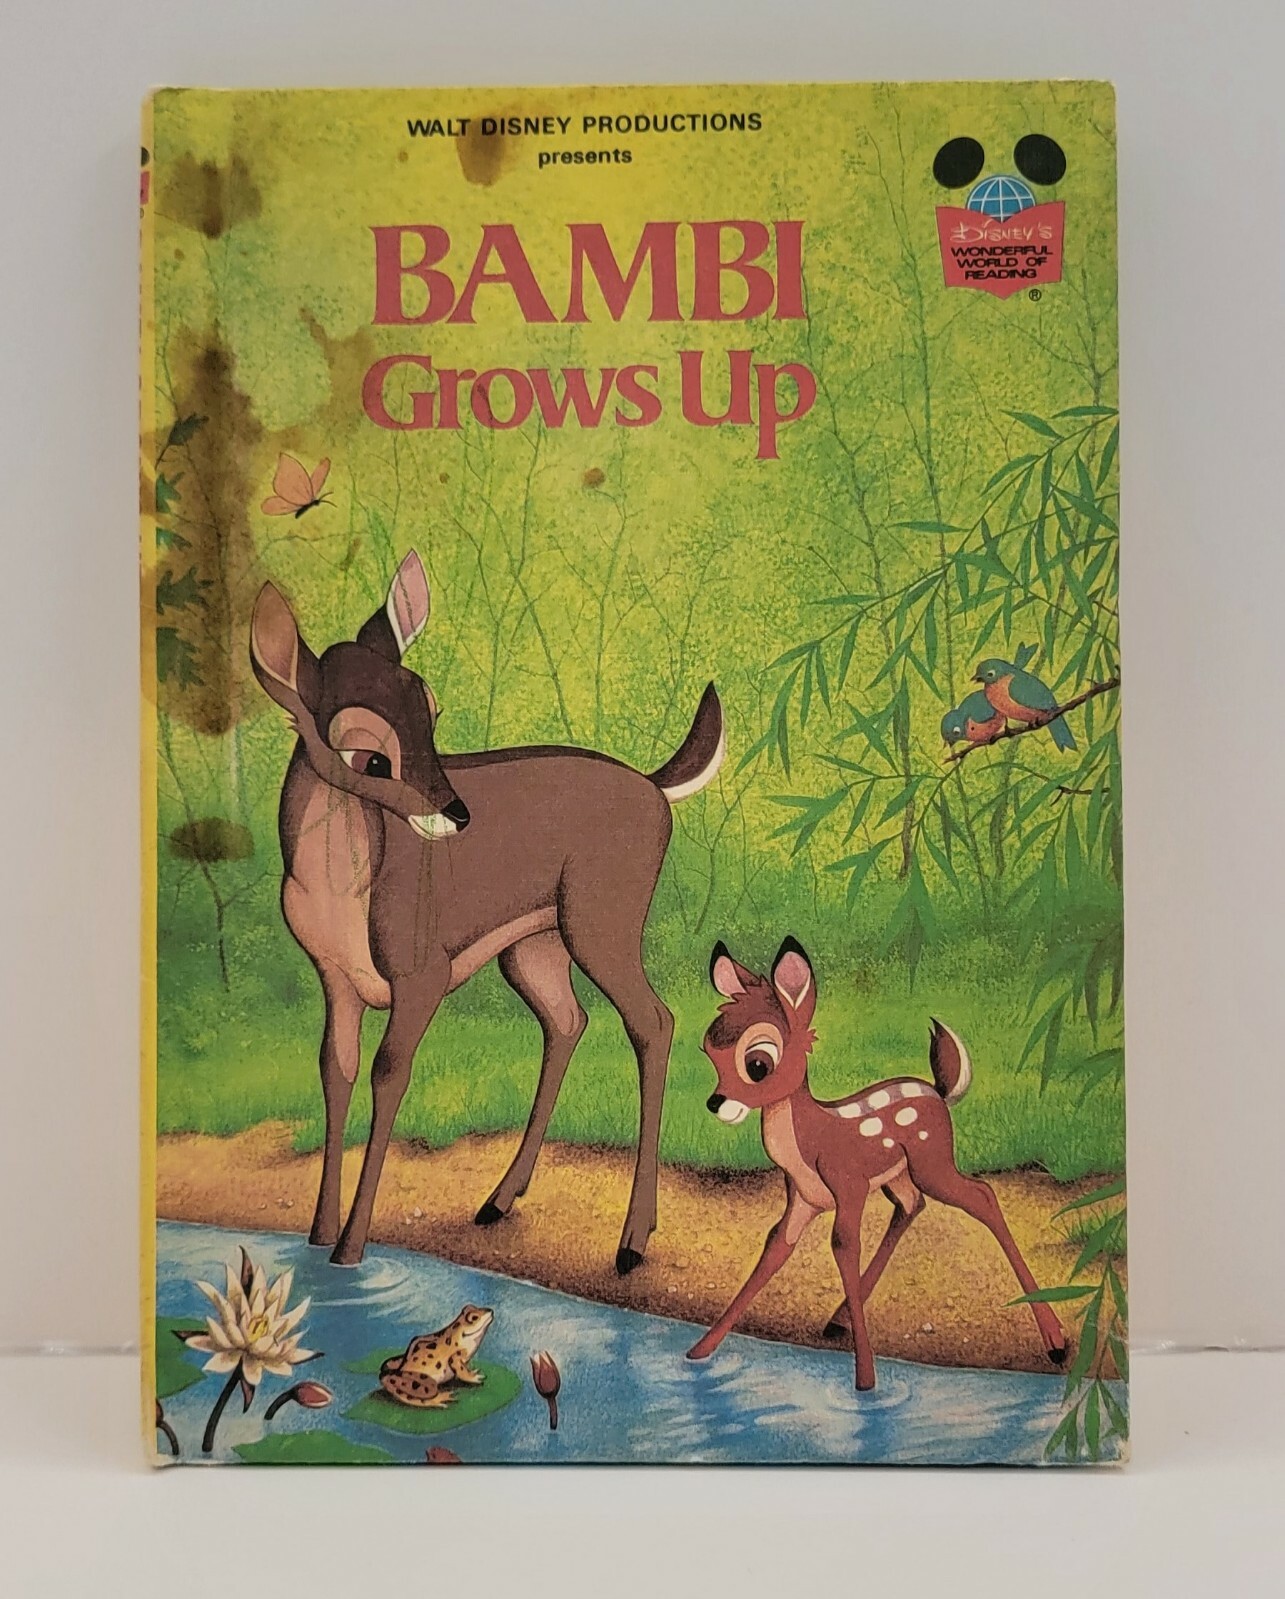 WALT DISNEY PRODUCTIONS
presents
BAMBI
Grows Up
DISNEY'S
WONDERFUL
WORLD OF
READING
®